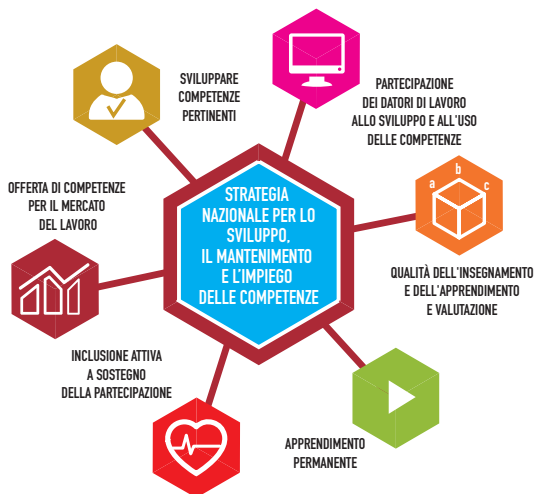 SVILUPPARE
COMPETENZE
PERTINENTI
PARTECIPAZIONE
DEI DATORI DI LAVORO
ALLO SVILUPPO E ALL'USO
DELLE COMPETENZE
OFFERTA DI COMPETENZE
PER IL MERCATO
DEL LAVORO
STRATEGIA
NAZIONALE PER LO
SVILUPPO,
IL MANTENIMENTO
E L'IMPIEGO
DELLE COMPETENZE
a
b
c
QUALITÀ DELL'INSEGNAMENTO
E DELL'APPRENDIMENTO
E VALUTAZIONE
INCLUSIONE ATTIVA
A SOSTEGNO
DELLA PARTECIPAZIONE
APPRENDIMENTO
PERMANENTE